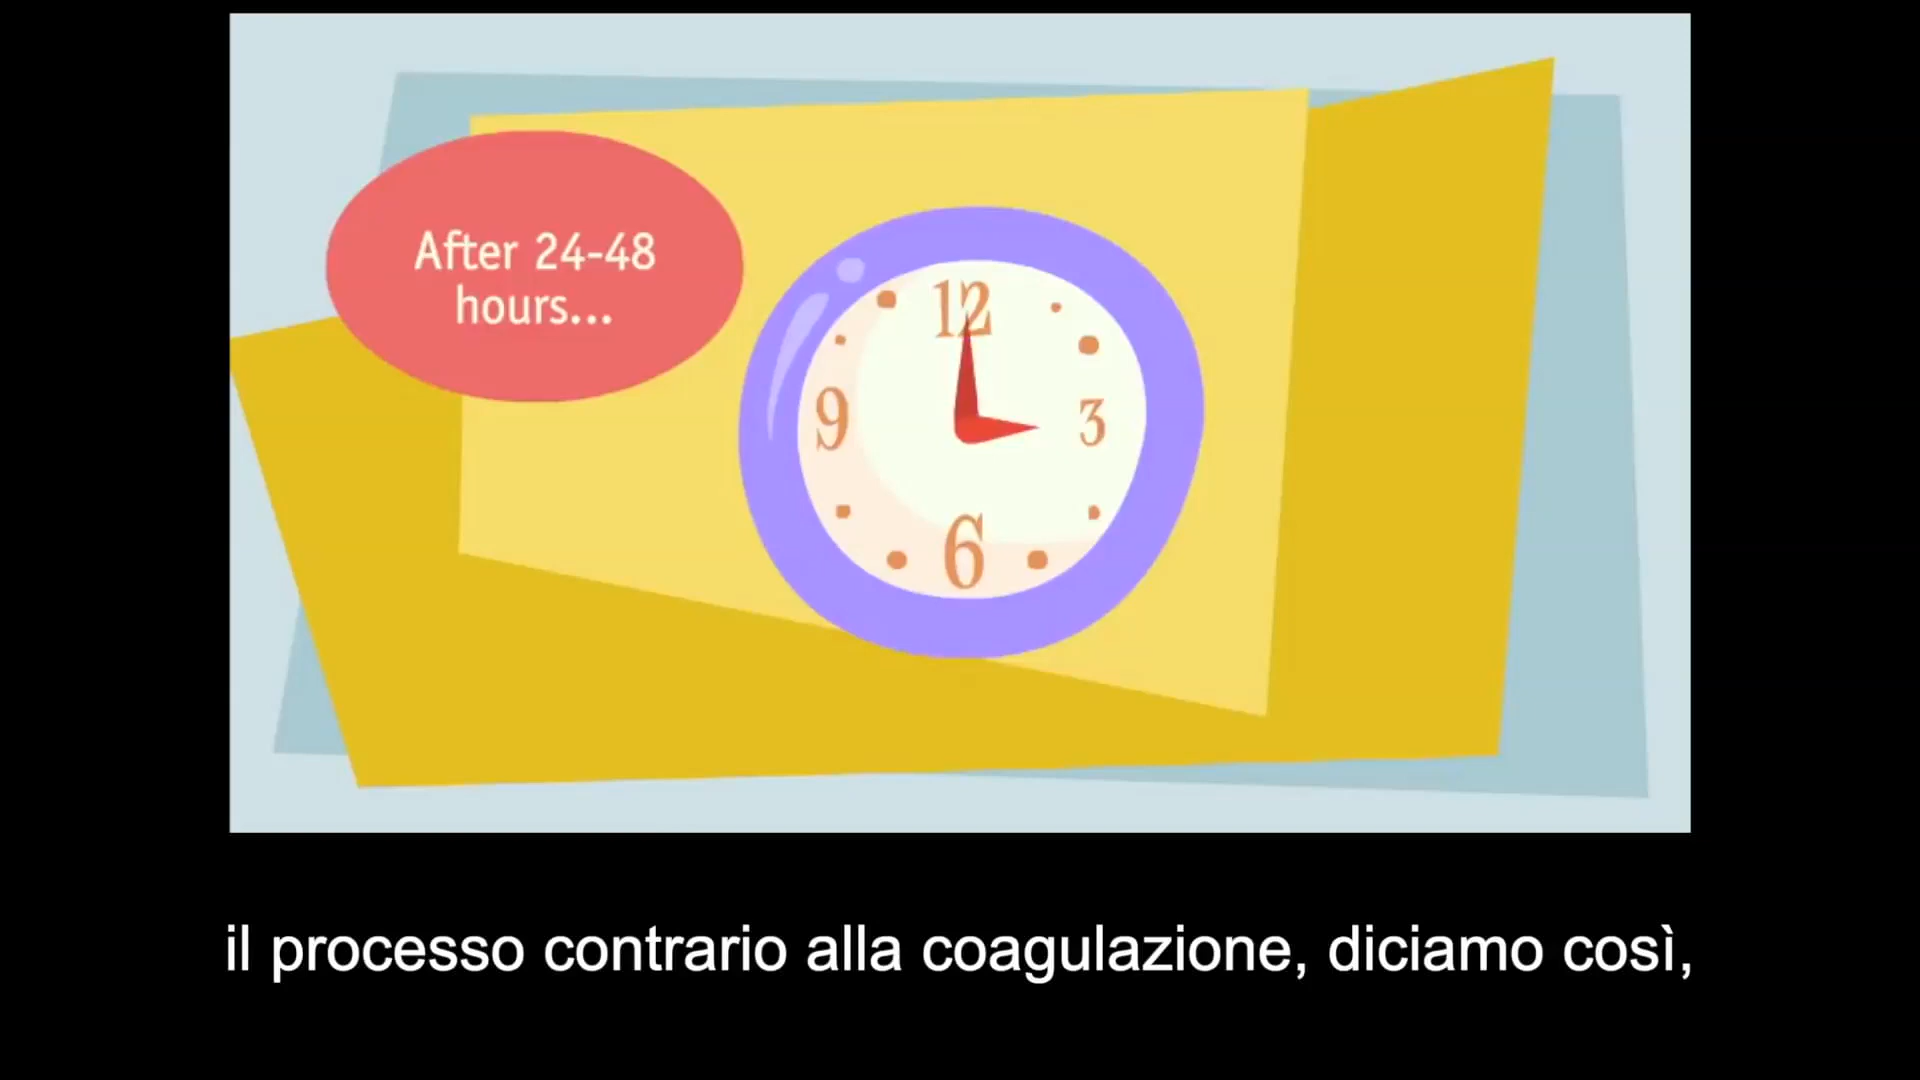 After 24-48
hours...
12
9
3
6
il processo contrario alla coagulazione, diciamo così,